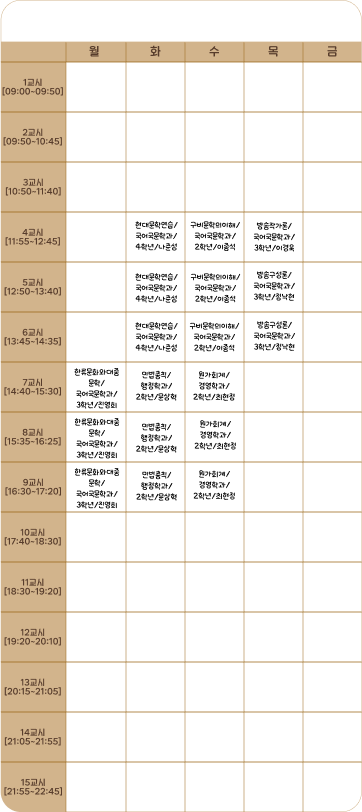 월 화 수 목 금
1교시
[09:00~09:50]
2교시
[09:50~10:45]
3교시
[10:50~11:40]
4교시
[11:55~12:45]
현대문학연습/
국어국문학과/
4학년/나은성
구비문학의이해/
국어국문학과/
2학년/이종석
방송작가론/
국어국문학과/
3학년/이경욱
5교시
[12:50~13:40]
현대문학연습/
국어국문학과/
4학년/나은성
구비문학의이해/
국어국문학과/
2학년/이종석
방송구성론/
국어국문학과/
3학년/장낙현
6교시
[13:45~14:35]
현대문학연습/
국어국문학과/
4학년/나은성
구비문학의이해/
국어국문학과/
2학년/이종석
방송구성론/
국어국문학과/
3학년/장낙현
7교시
[14:40~15:30]
한류문화와대중
문학/
국어국문학과/
3학년/진영희
민법총칙/
행정학과/
2학년/문상혁
원가회계/
경영학과/
2학년/최현정
8교시
[15:35~16:25]
한류문화와대중
문학/
국어국문학과/
3학년/진영희
민법총칙/
행정학과/
2학년/문상혁
원가회계/
경영학과/
2학년/최현정
9교시
[16:30~17:20]
한류문화와대중
문학/
국어국문학과/
3학년/진영희
민법총칙/
행정학과/
2학년/문상혁
원가회계/
경영학과/
2학년/최현정
10교시
[17:40~18:30]
11교시
[18:30~19:20]
12교시
[19:20~20:10]
13교시
[20:15~21:05]
14교시
[21:05~21:55]
15교시
[21:55~22:45]